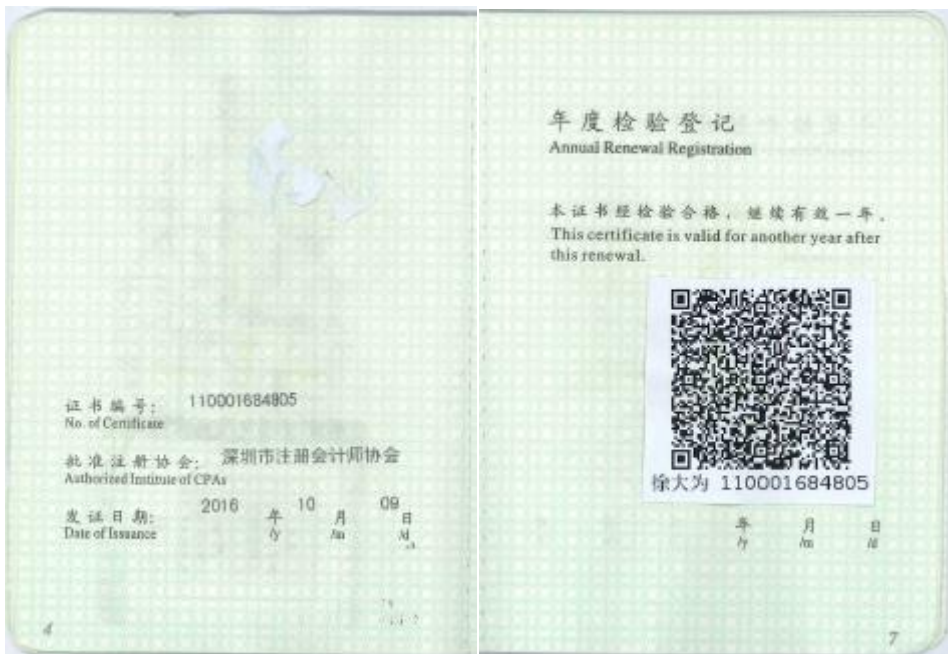 证书编号: 110001684805
No. of Certificate
批准注册协会: 深圳市注册会计师协会
Authorized Institute of CPAs
发证日期: 2016 年 10 月 09 日
Date of Issuance /y /m /d
4
年度检验登记
Annual Renewal Registration
本证书经检验合格，继续有效一年。
This certificate is valid for another year after
this renewal.
徐大为 110001684805
年 月 日
/y /m /d
7